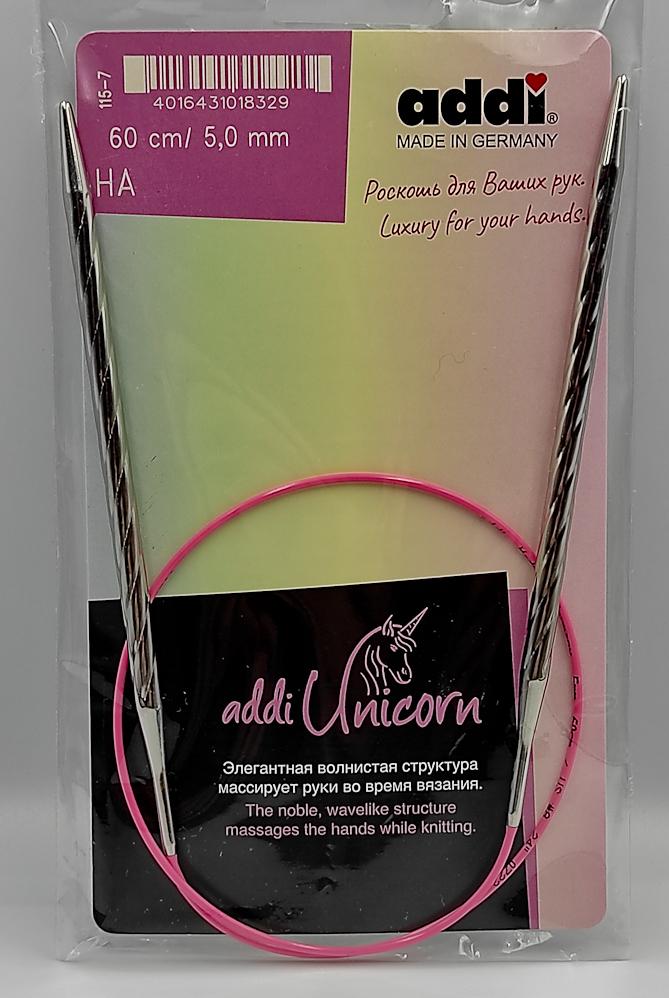 115-7
4016431018329
60 cm/ 5,0 mm
HA
addi®
MADE IN GERMANY
Роскошь для Ваших рук.
Luxury for your hands.
addi Unicorn
Элегантная волнистая структура
массирует руки во время вязания.
The noble, wavelike structure
massages the hands while knitting.